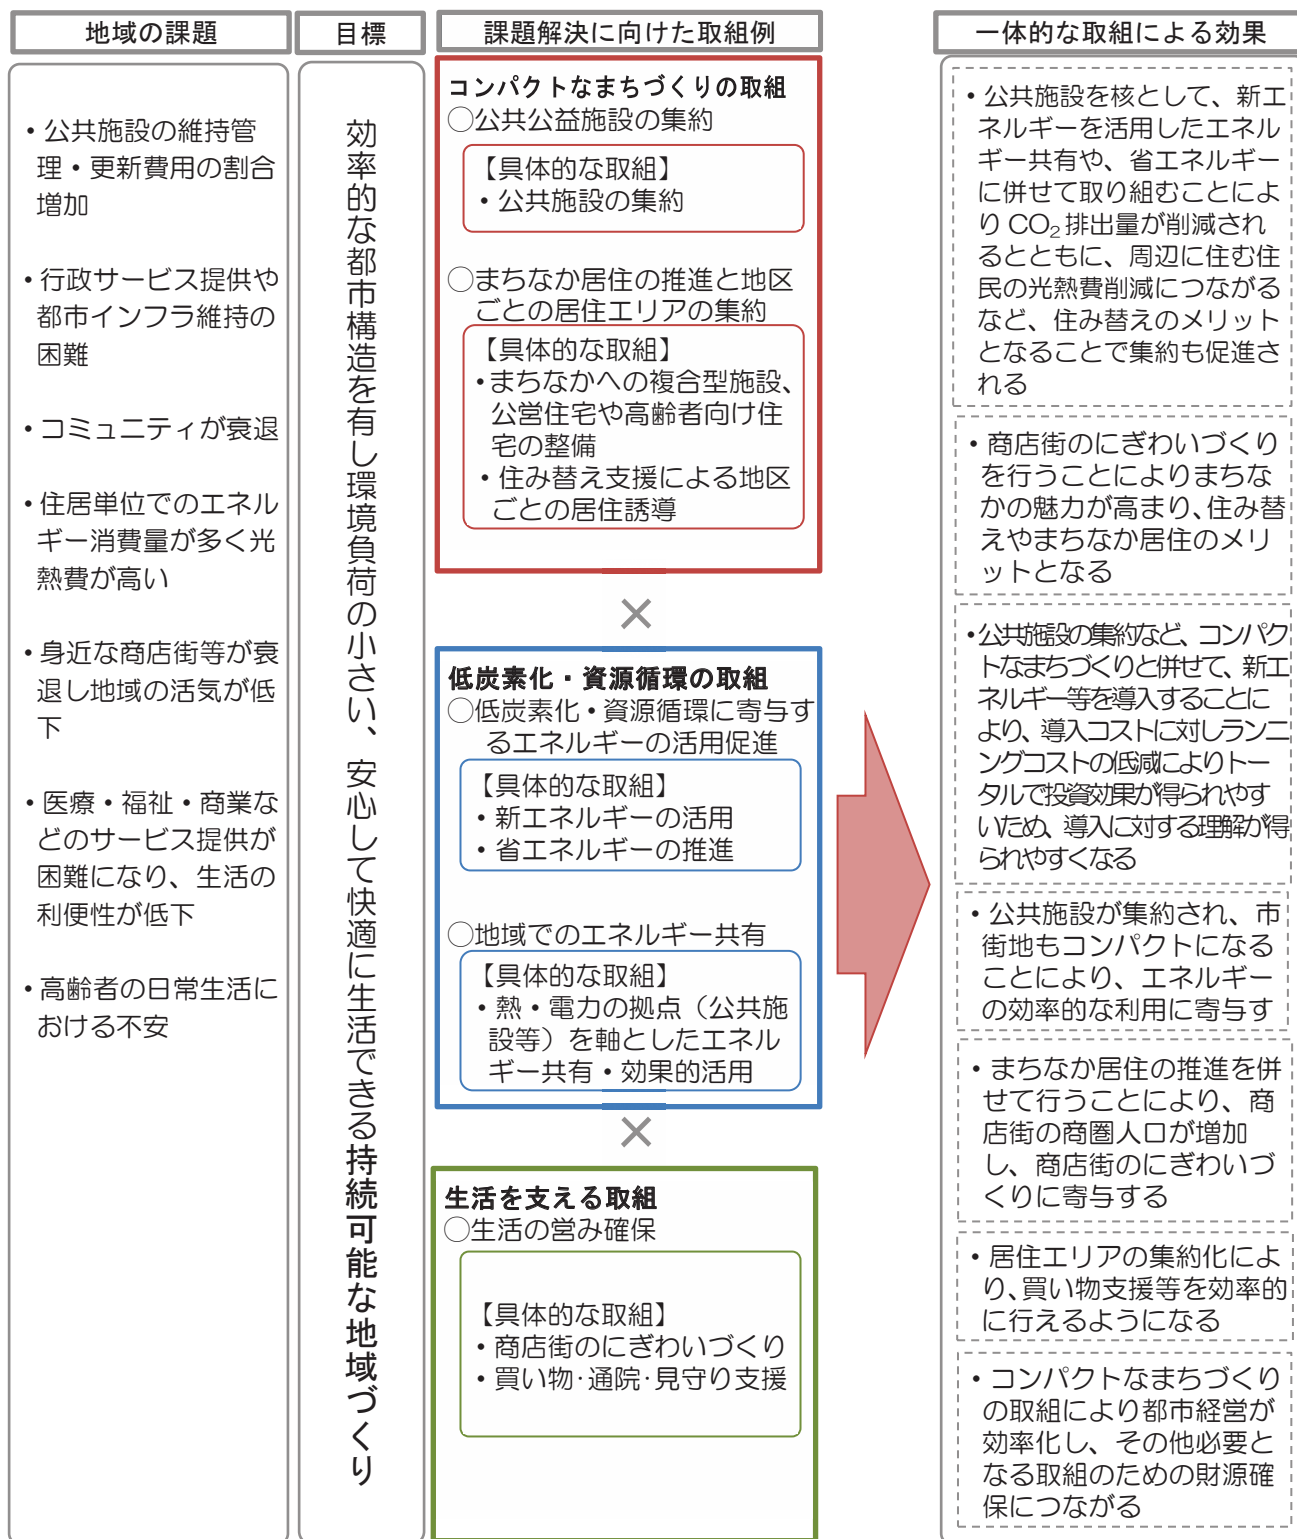 地域の課題
・公共施設の維持管
理・更新費用の割合
増加
・行政サービス提供や
都市インフラ維持の
困難
・コミュニティが衰退
・住居単位でのエネル
ギー消費量が多く光
熱費が高い
・身近な商店街等が衰
退し地域の活気が低
下
・医療・福祉・商業な
どのサービス提供が
困難になり、生活の
利便性が低下
・高齢者の日常生活に
おける不安
目標
効率的な都市構造を有し環境負荷の小さい、安心して快適に生活できる持続可能な地域づくり
課題解決に向けた取組例
コンパクトなまちづくりの取組
○公共公益施設の集約
【具体的な取組】
・公共施設の集約
○まちなか居住の推進と地区
ごとの居住エリアの集約
【具体的な取組】
・まちなかへの複合型施設、
公営住宅や高齢者向け住
宅の整備
・住み替え支援による地区
ごとの居住誘導
×
低炭素化・資源循環の取組
○低炭素化・資源循環に寄与す
るエネルギーの活用促進
【具体的な取組】
・新エネルギーの活用
・省エネルギーの推進
○地域でのエネルギー共有
【具体的な取組】
・熱・電力の拠点（公共施
設等）を軸としたエネル
ギー共有・効果的活用
×
生活を支える取組
○生活の営み確保
【具体的な取組】
・商店街のにぎわいづくり
・買い物・通院・見守り支援
一体的な取組による効果
・公共施設を核として、新エ
ネルギーを活用したエネル
ギー共有や、省エネルギー
に併せて取り組むことによ
りCO₂排出量が削減され
るとともに、周辺に住む住
民の光熱費削減につながる
など、住み替えのメリット
となることで集約も促進さ
れる
・商店街のにぎわいづくり
を行うことによりまちな
かの魅力が高まり、住み替
えやまちなか居住のメリ
ットとなる
・公共施設の集約など、コンパク
トなまちづくりと併せて、新エ
ネルギー等を導入することに
より、導入コストに対しランニ
ングコストの低減によりトー
タルで投資効果が得られやす
いため、導入に対する理解が得
られやすくなる
・公共施設が集約され、市
街地もコンパクトになる
ことにより、エネルギー
の効率的な利用に寄与す
・まちなか居住の推進を併
せて行うことにより、商
店街の商圏人口が増加
し、商店街のにぎわいづ
くりに寄与する
・居住エリアの集約化によ
り、買い物支援等を効率的
に行えるようになる
・コンパクトなまちづくり
の取組により都市経営が
効率化し、その他必要と
なる取組のための財源確
保につながる